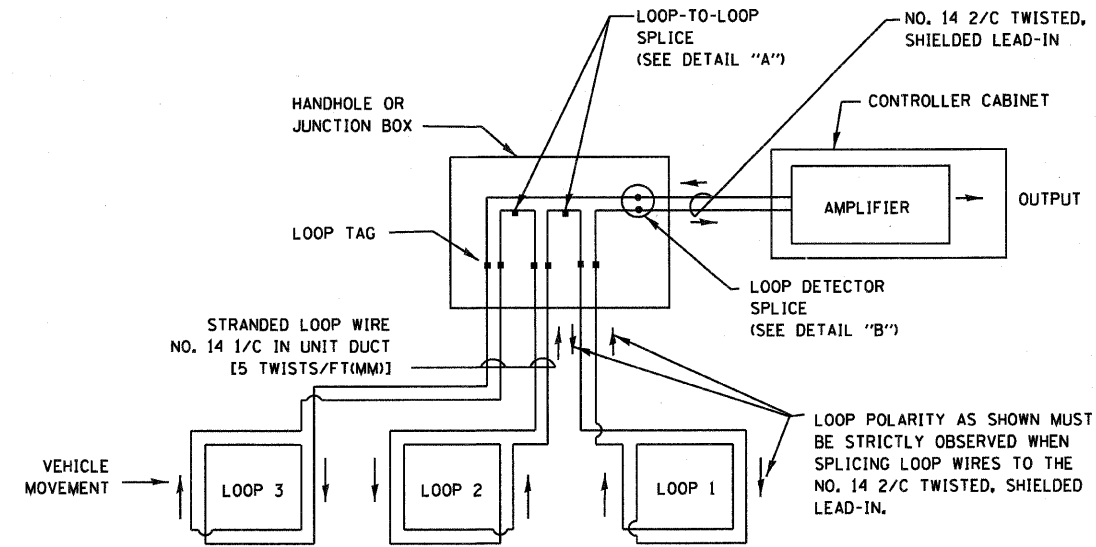 LOOP-TO-LOOP
SPLICE
(SEE DETAIL "A")
NO. 14 2/C TWISTED,
SHIELDED LEAD-IN
HANDHOLE OR
JUNCTION BOX
CONTROLLER CABINET
AMPLIFIER
OUTPUT
LOOP TAG
LOOP DETECTOR
SPLICE
(SEE DETAIL "B")
STRANDED LOOP WIRE
NO. 14 1/C IN UNIT DUCT
[5 TWISTS/FT(MM)]
LOOP POLARITY AS SHOWN MUST
BE STRICTLY OBSERVED WHEN
SPLICING LOOP WIRES TO THE
NO. 14 2/C TWISTED, SHIELDED
LEAD-IN.
VEHICLE
MOVEMENT
LOOP 3
LOOP 2
LOOP 1